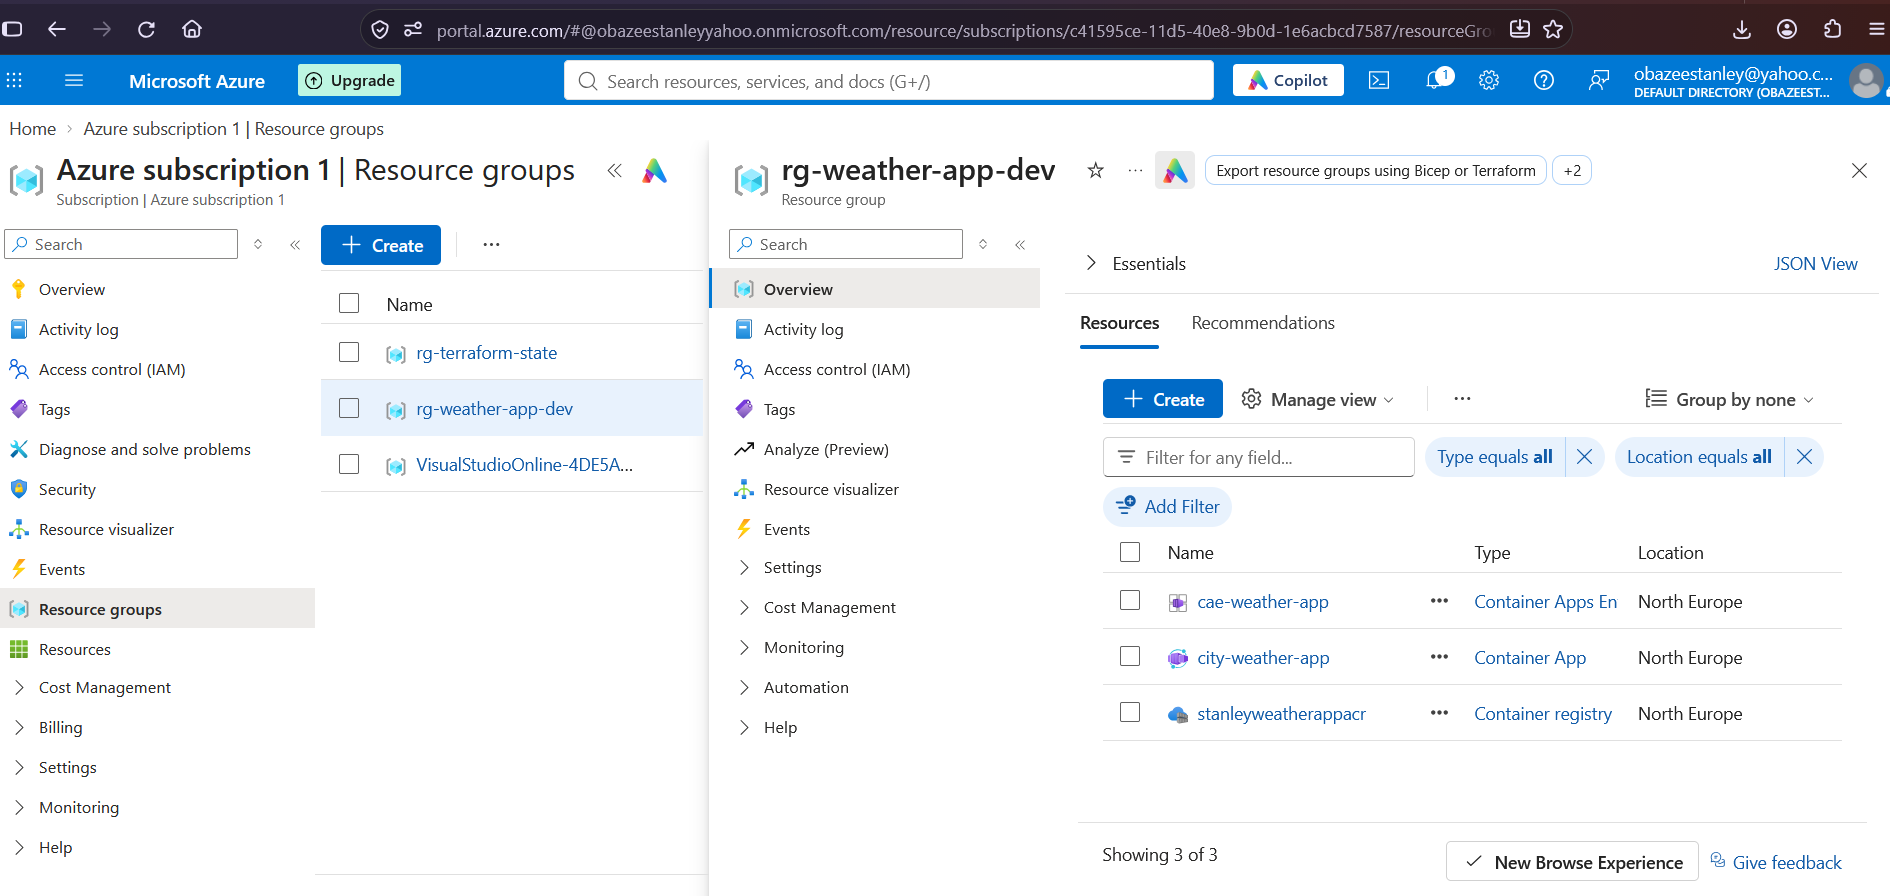 portal.azure.com/#@obazeestanleyyahoo.onmicrosoft.com/resource/subscriptions/c41595ce-11d5-40e8-9b0d-1e6acbcd7587/resourceGro
Microsoft Azure
Upgrade
Search resources, services, and docs (G+/)
Copilot
1
obazeestanley@yahoo.c...
DEFAULT DIRECTORY (OBAZEEST...
Home > Azure subscription 1 | Resource groups
Azure subscription 1 | Resource groups
Subscription | Azure subscription 1
Search
Overview
Activity log
Access control (IAM)
Tags
Diagnose and solve problems
Security
Resource visualizer
Events
Resource groups
Resources
Cost Management
Billing
Settings
Monitoring
Help
Create
...
Name
rg-terraform-state
rg-weather-app-dev
VisualStudioOnline-4DE5A...
rg-weather-app-dev
Resource group
...
Export resource groups using Bicep or Terraform
+2
Search
Overview
Activity log
Access control (IAM)
Tags
Analyze (Preview)
Resource visualizer
Events
Settings
Cost Management
Monitoring
Automation
Help
Essentials
JSON View
Resources Recommendations
Create Manage view ... Group by none
Filter for any field...
Type equals all
Location equals all
Add Filter
Name Type Location
cae-weather-app ... Container Apps En North Europe
city-weather-app ... Container App North Europe
stanleyweatherappacr ... Container registry North Europe
Showing 3 of 3
New Browse Experience
Give feedback